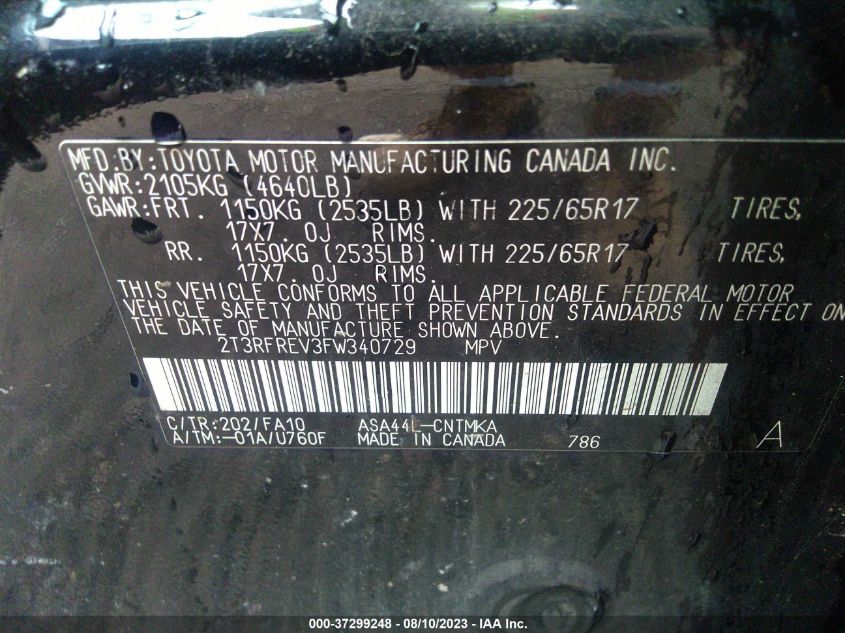 MFD.BY:TOYOTA MOTOR MANUFACTURING CANADA INC.
GVWR:2105KG (4640LB)
GAWR:FRT. 1150KG (2535LB) WITH 225/65R17 TIRES,
17X7.0J RIMS.
RR. 1150KG (2535LB) WITH 225/65R17 TIRES,
17X7.0J RIMS.
THIS VEHICLE CONFORMS TO ALL APPLICABLE FEDERAL MOTOR
VEHICLE SAFETY AND THEFT PREVENTION STANDARDS IN EFFECT ON
THE DATE OF MANUFACTURE SHOWN ABOVE.
2T3RFREV3FW340729 MPV
C/TR:202/FA10 ASA44L-CNTMKA
A/TM:-01A/U760F MADE IN CANADA 786 A
000-37299248 - 08/10/2023 - IAA Inc.